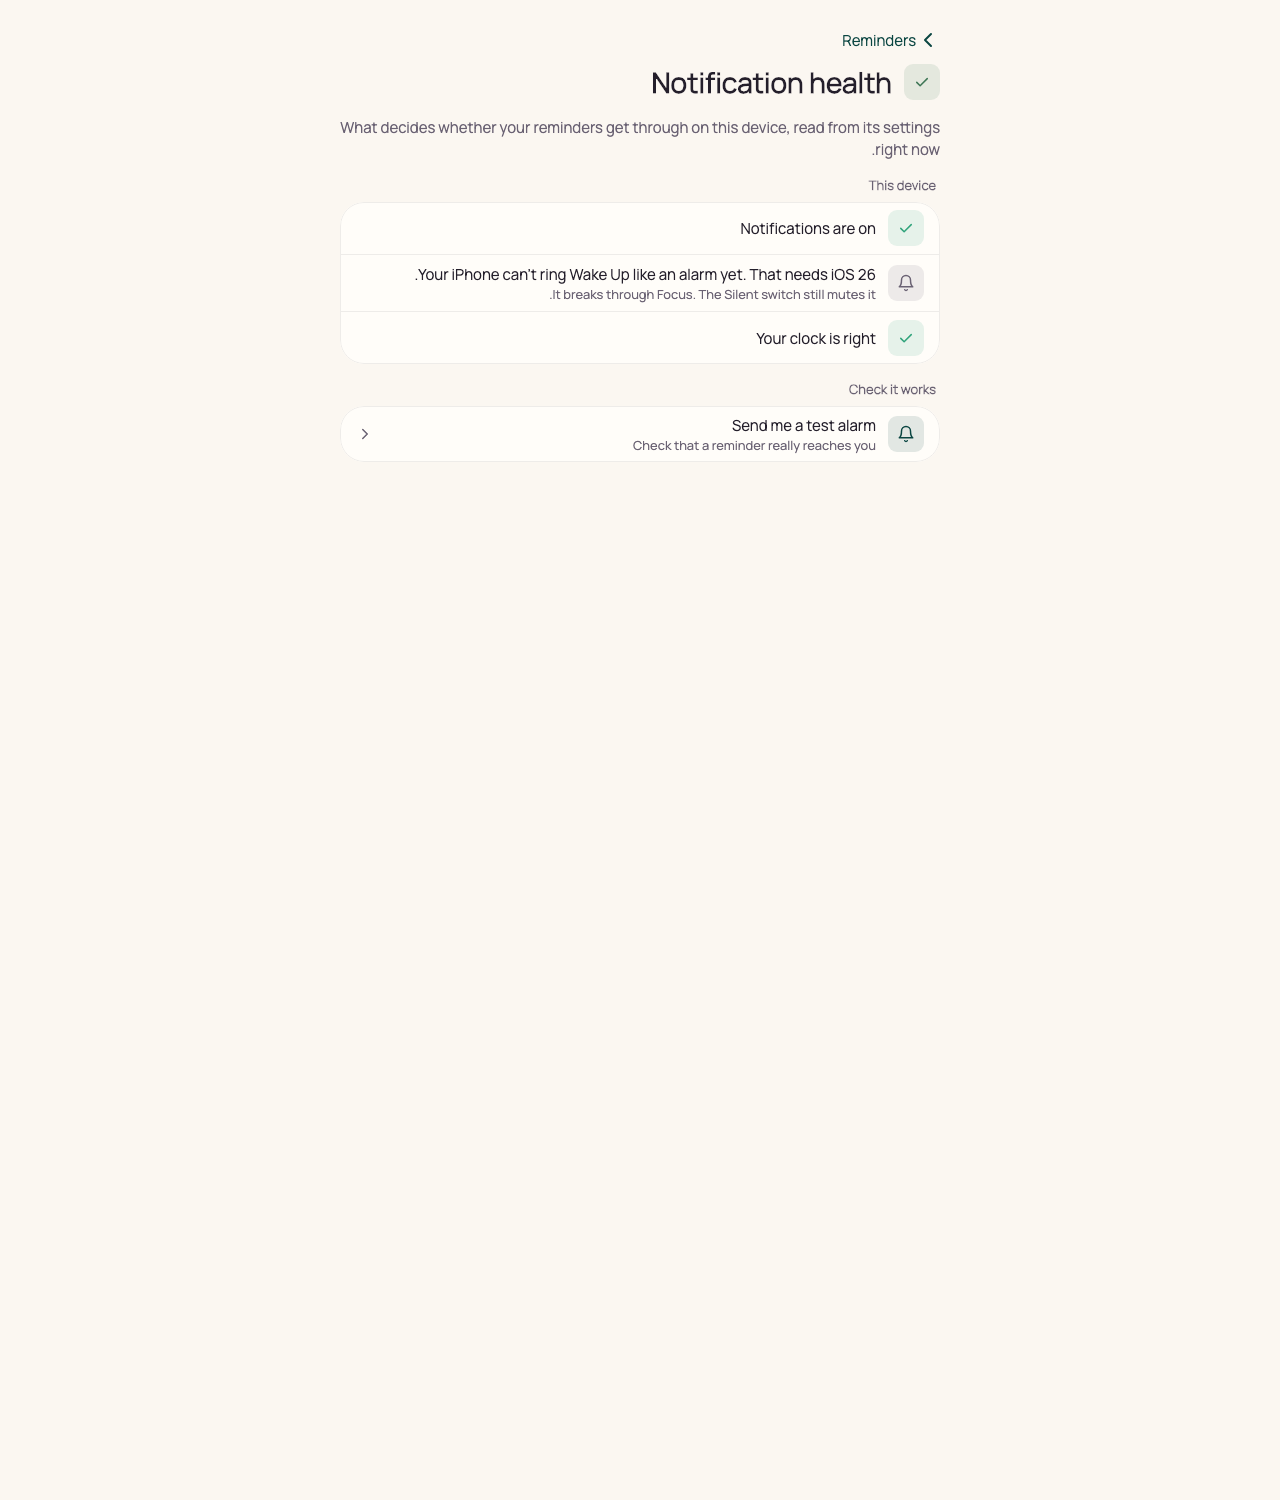 Reminders
Notification health
What decides whether your reminders get through on this device, read from its settings
.right now
This device
Notifications are on
.Your iPhone can't ring Wake Up like an alarm yet. That needs iOS 26
.It breaks through Focus. The Silent switch still mutes it
Your clock is right
Check it works
Send me a test alarm
Check that a reminder really reaches you